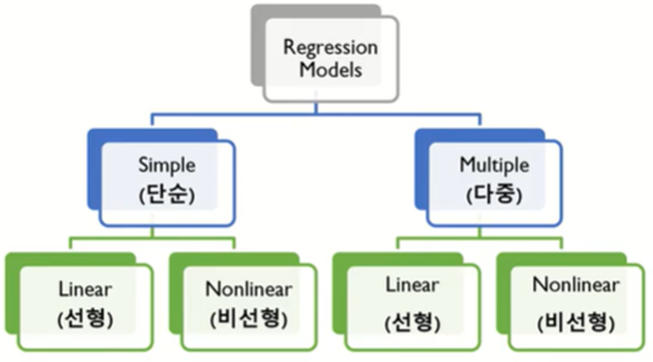 Regression
Models
Simple
(단순)
Multiple
(다중)
Linear
(선형)
Nonlinear
(비선형)
Linear
(선형)
Nonlinear
(비선형)